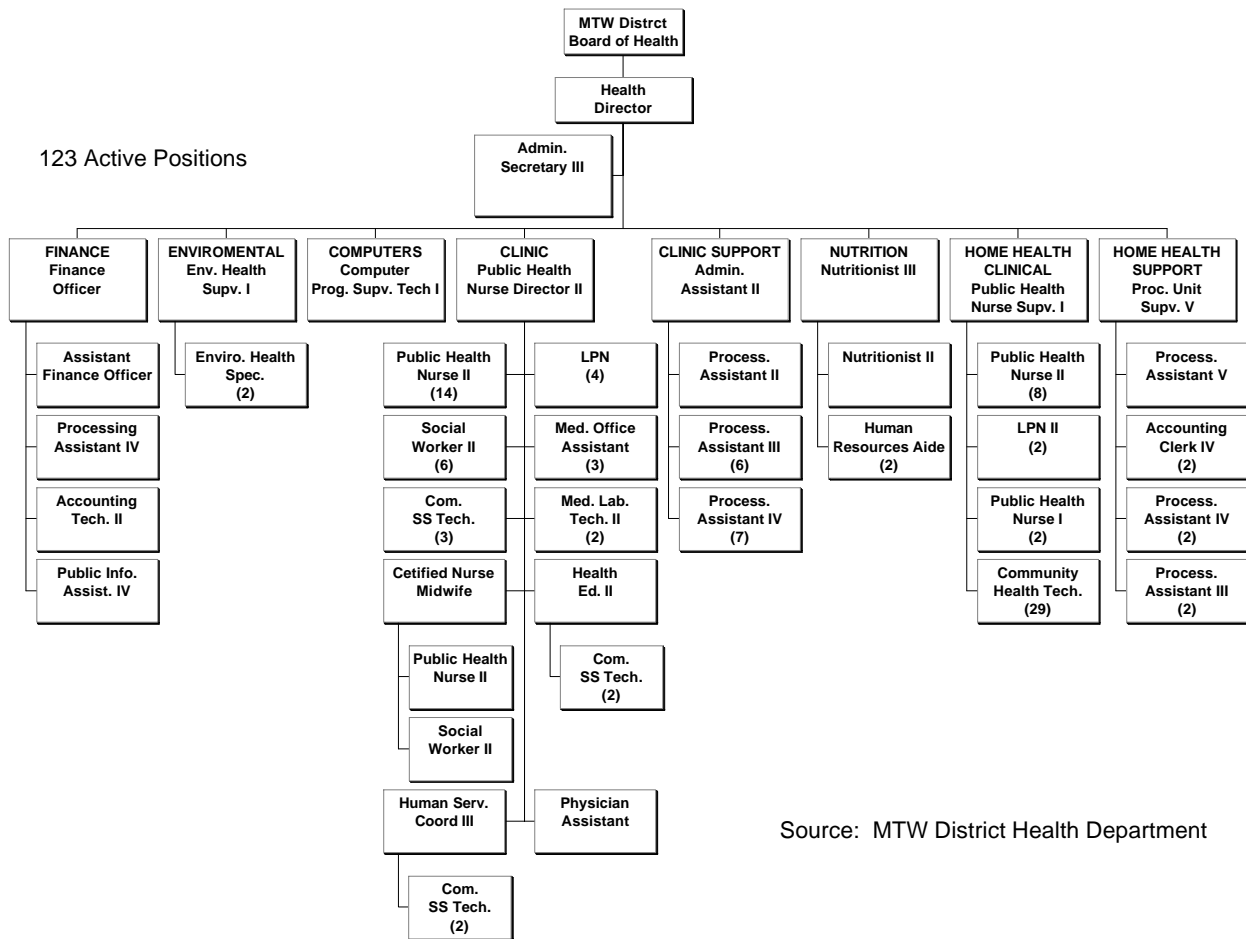 MTW Distrct
Board of Health
Health
Director
123 Active Positions
Admin.
Secretary III
FINANCE
Finance
Officer
ENVIROMENTAL
Env. Health
Supv. I
COMPUTERS
Computer
Prog. Supv. Tech I
CLINIC
Public Health
Nurse Director II
CLINIC SUPPORT
Admin.
Assistant II
NUTRITION
Nutritionist III
HOME HEALTH
CLINICAL
Public Health
Nurse Supv. I
HOME HEALTH
SUPPORT
Proc. Unit
Supv. V
Assistant
Finance Officer
Processing
Assistant IV
Accounting
Tech. II
Public Info.
Assist. IV
Enviro. Health
Spec.
(2)
Public Health
Nurse II
(14)
Social
Worker II
(6)
Com.
SS Tech.
(3)
Cetified Nurse
Midwife
Public Health
Nurse II
Social
Worker II
Human Serv.
Coord III
Com.
SS Tech.
(2)
LPN
(4)
Med. Office
Assistant
(3)
Med. Lab.
Tech. II
(2)
Health
Ed. II
Com.
SS Tech.
(2)
Physician
Assistant
Process.
Assistant II
Process.
Assistant III
(6)
Process.
Assistant IV
(7)
Nutritionist II
Human
Resources Aide
(2)
Public Health
Nurse II
(8)
LPN II
(2)
Public Health
Nurse I
(2)
Community
Health Tech.
(29)
Process.
Assistant V
Accounting
Clerk IV
(2)
Process.
Assistant IV
(2)
Process.
Assistant III
(2)
Source:  MTW District Health Department